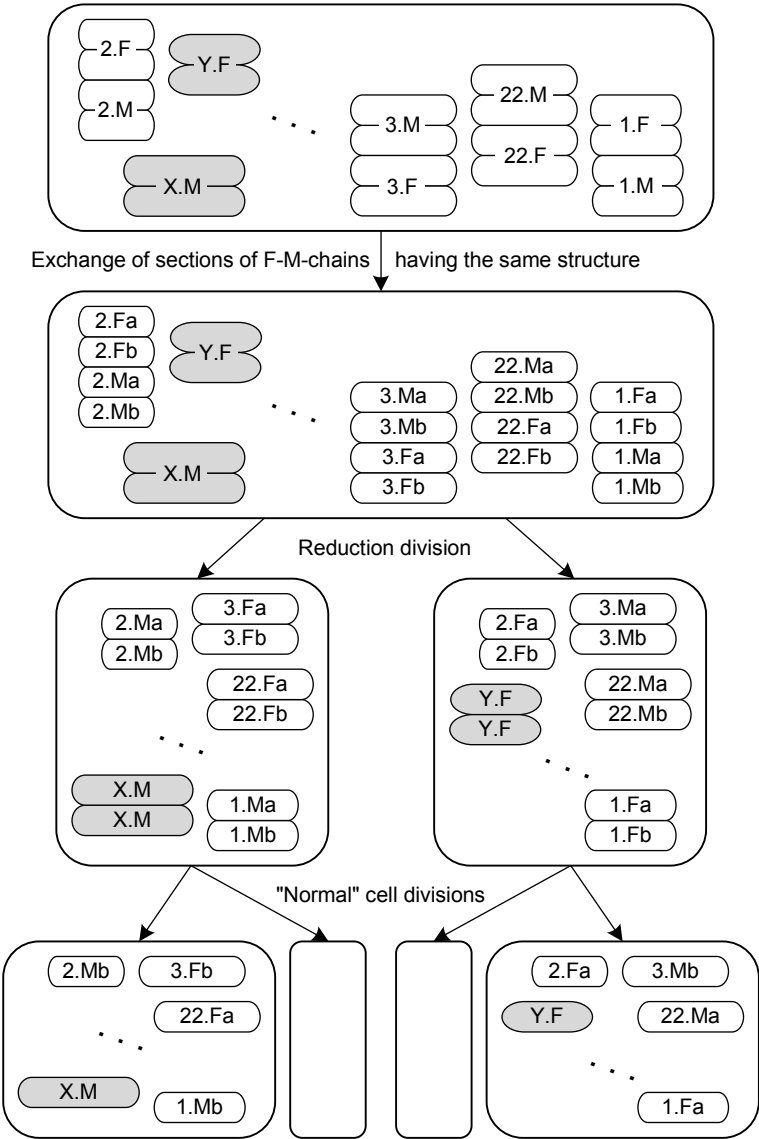 2.F
Y.F
2.M
22.M
3.M
1.F
22.F
X.M
3.F
1.M
Exchange of sections of F-M-chains having the same structure
2.Fa
2.Fb
Y.F
2.Ma
22.Ma
2.Mb
3.Ma
22.Mb
1.Fa
3.Mb
22.Fa
1.Fb
X.M
3.Fa
22.Fb
1.Ma
3.Fb
1.Mb
Reduction division
2.Ma
3.Fa
2.Mb
3.Fb
22.Fa
22.Fb
X.M
X.M
1.Ma
1.Mb
2.Fa
3.Ma
2.Fb
3.Mb
Y.F
22.Ma
Y.F
22.Mb
1.Fa
1.Fb
"Normal" cell divisions
2.Mb
3.Fb
22.Fa
X.M
1.Mb
2.Fa
3.Mb
Y.F
22.Ma
1.Fa